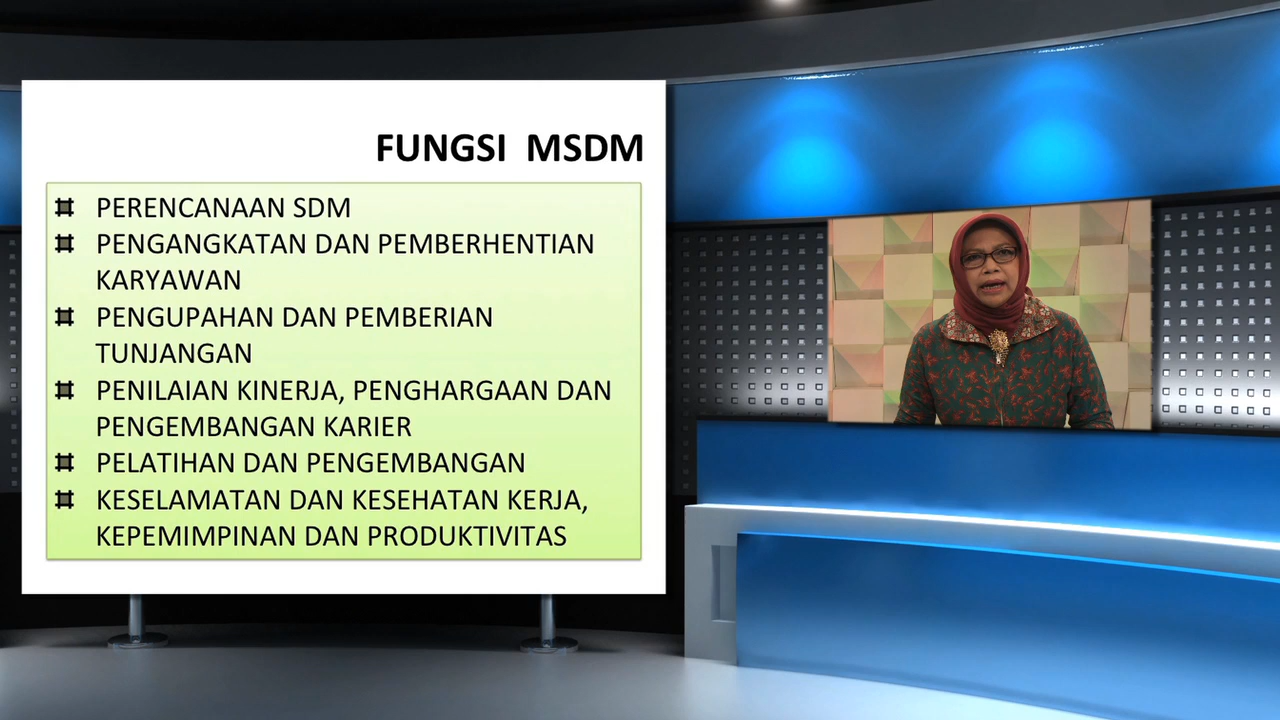 FUNGSI MSDM
PERENCANAAN SDM
PENGANGKATAN DAN PEMBERHENTIAN
KARYAWAN
PENGUPAHAN DAN PEMBERIAN
TUNJANGAN
PENILAIAN KINERJA, PENGHARGAAN DAN
PENGEMBANGAN KARIER
PELATIHAN DAN PENGEMBANGAN
KESELAMATAN DAN KESEHATAN KERJA,
KEPEMIMPINAN DAN PRODUKTIVITAS